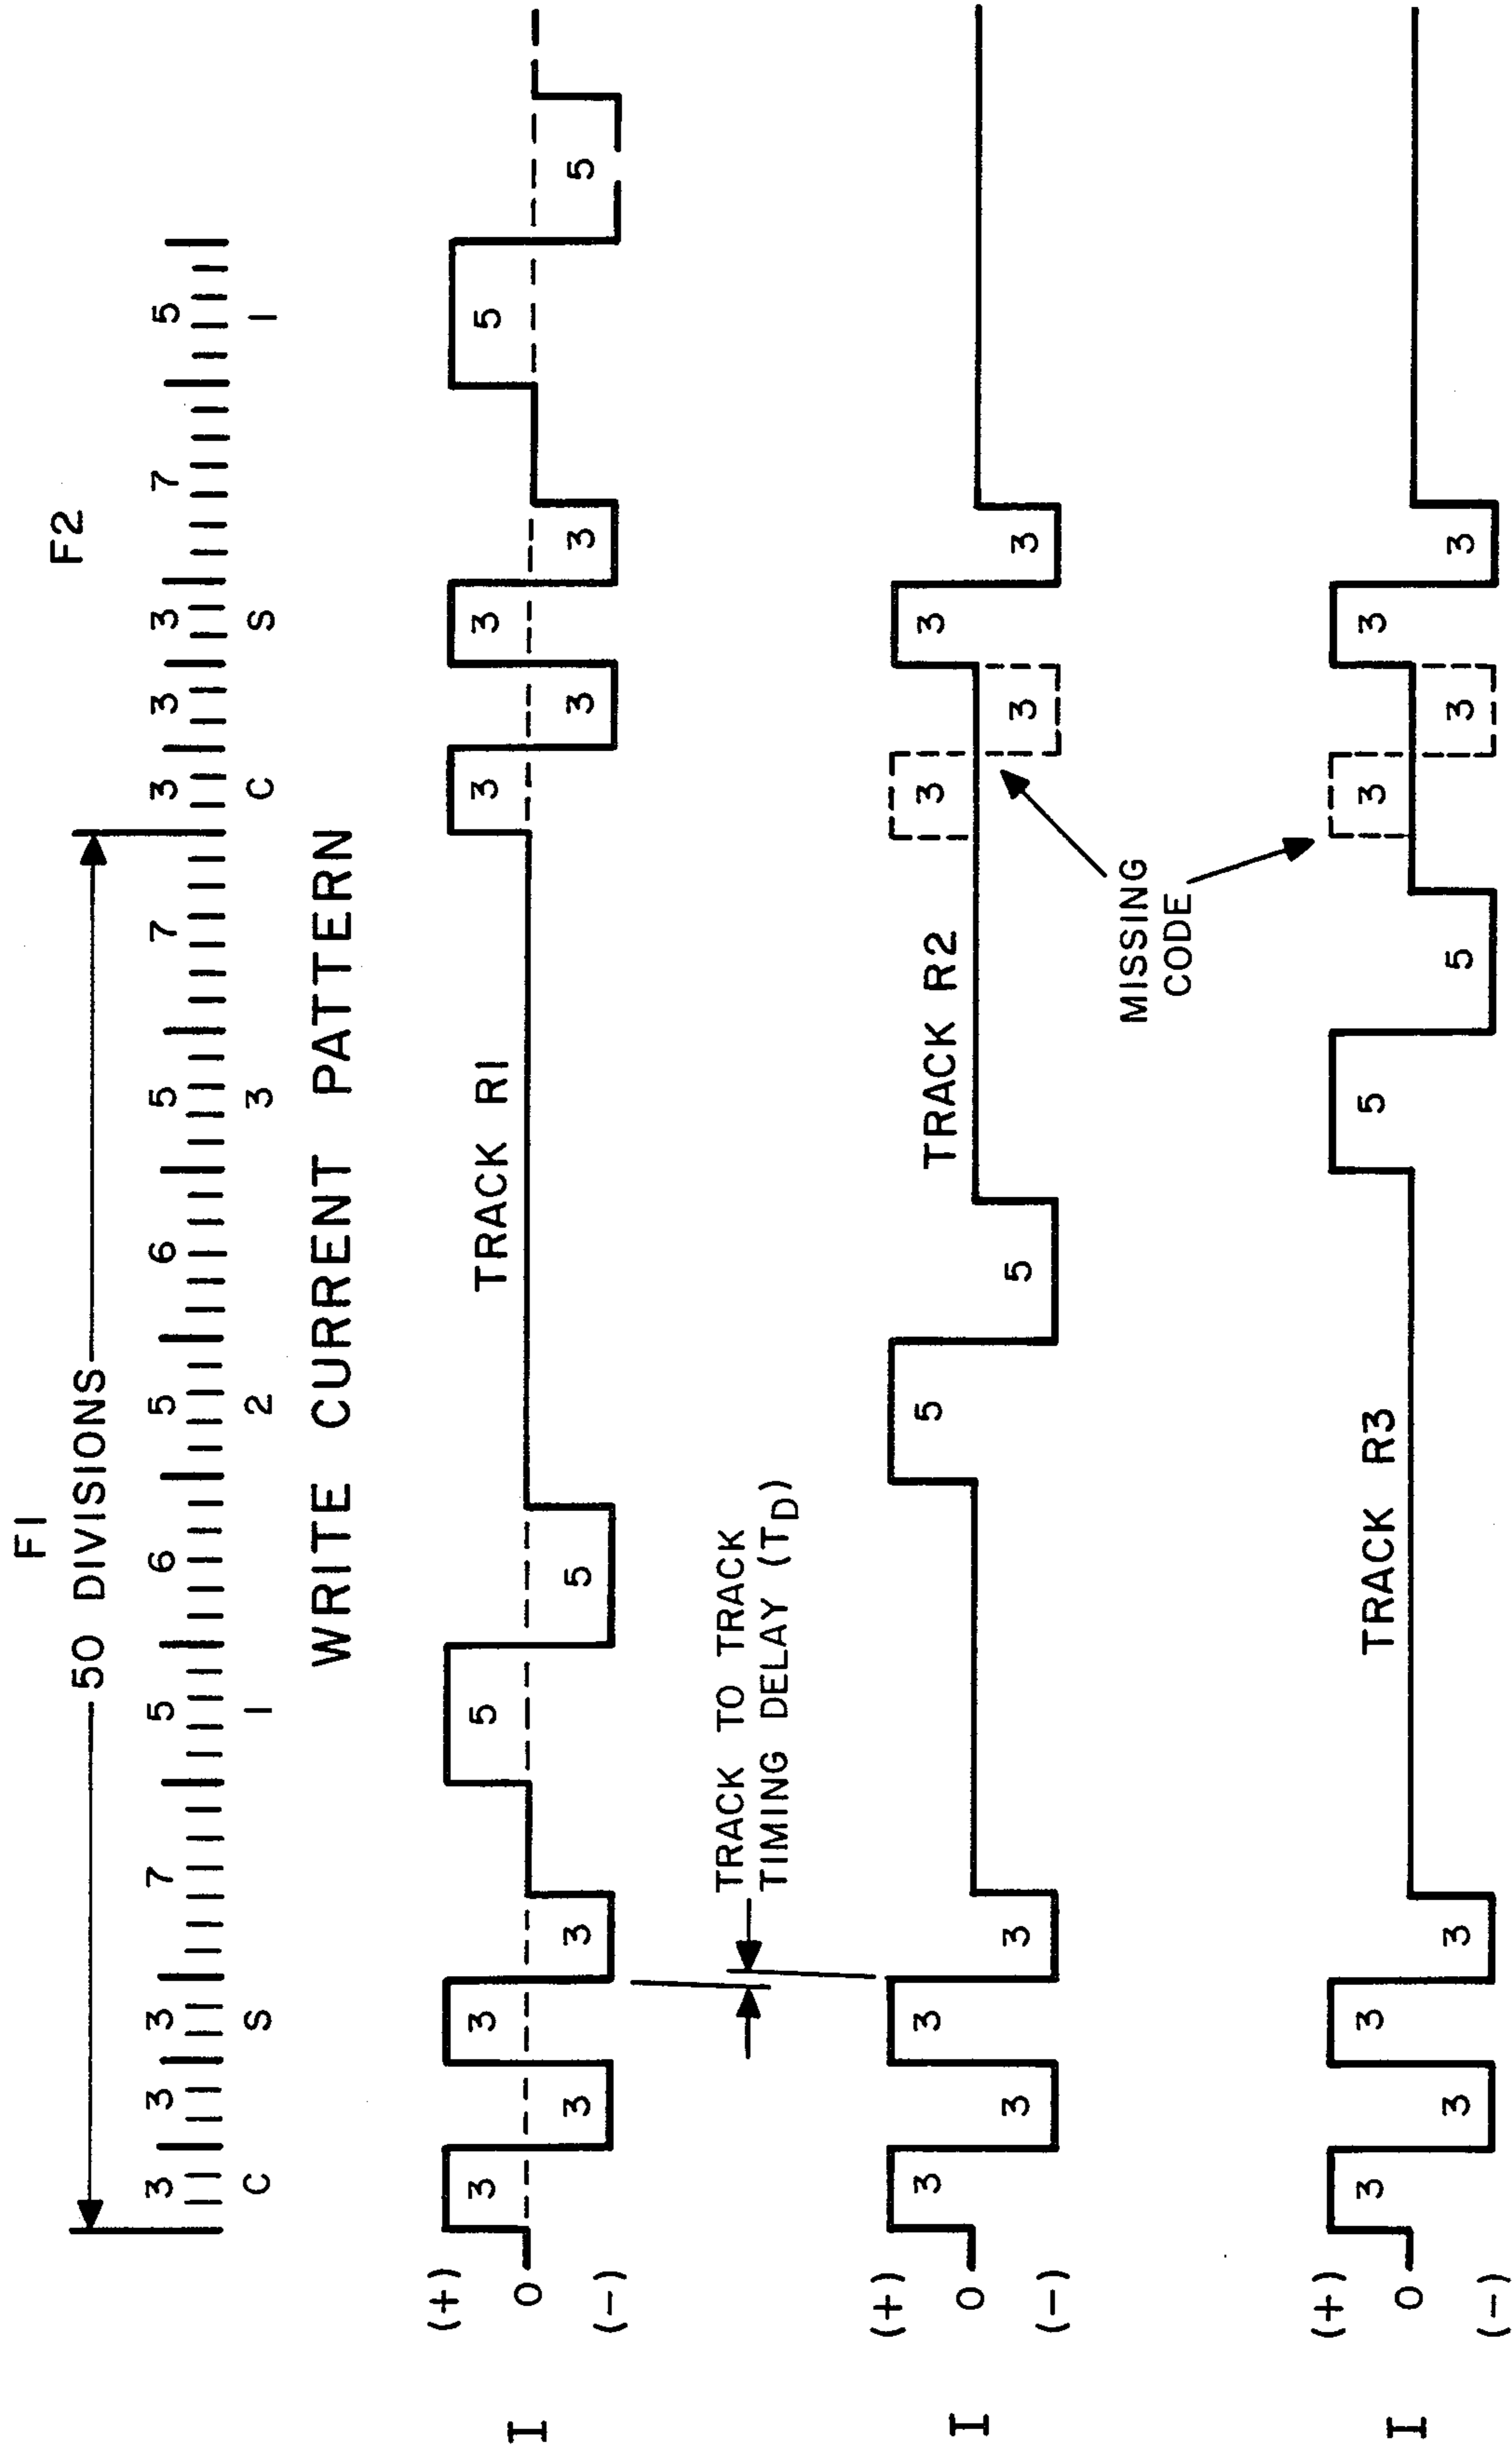 F1
F2
50 DIVISIONS
3 3 3 7 5 6 5 6 5 7 3 3 3 7 5
C S 1 2 3 C S 1
WRITE CURRENT PATTERN
TRACK R1
I
(+)
0
(-)
3 3 3 3 5 5 3 3 3 3 5 5
TRACK TO TRACK
TIMING DELAY (TD)
TRACK R2
I
(+)
0
(-)
3 3 3 3 5 5 3 3 3 3
MISSING
CODE
TRACK R3
I
(+)
0
(-)
3 3 3 3 5 5 3 3 3 3